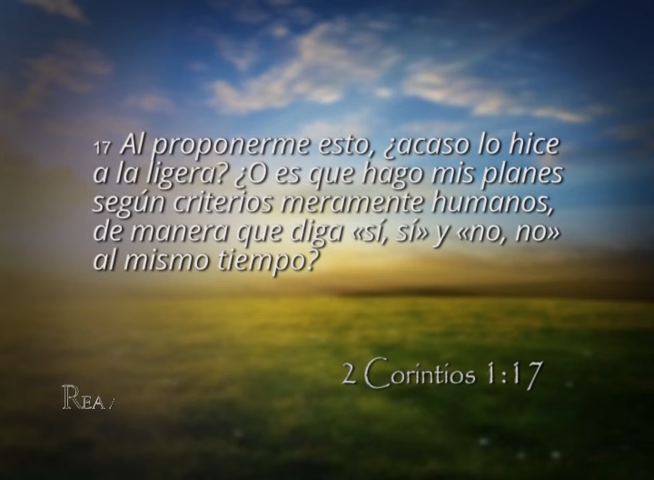 17 Al proponerme esto, ¿acaso lo hice
a la ligera? ¿O es que hago mis planes
según criterios meramente humanos,
de manera que diga «sí, sí» y «no, no»
al mismo tiempo?
2 Corintios 1:17